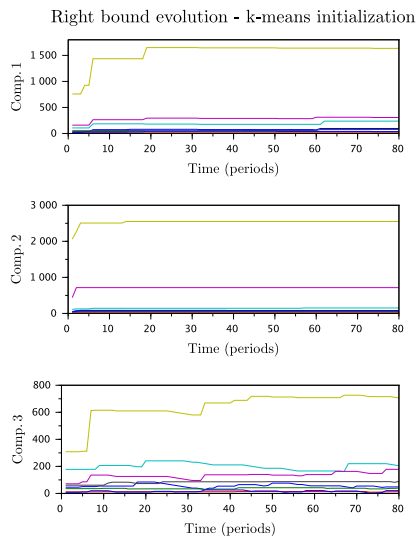 Right bound evolution - k-means initialization
1 500
1 000
500
0
Comp. 1
0 10 20 30 40 50 60 70 80
Time (periods)
3 000
2 000
1 000
0
Comp. 2
0 10 20 30 40 50 60 70 80
Time (periods)
800
600
400
200
0
Comp. 3
0 10 20 30 40 50 60 70 80
Time (periods)